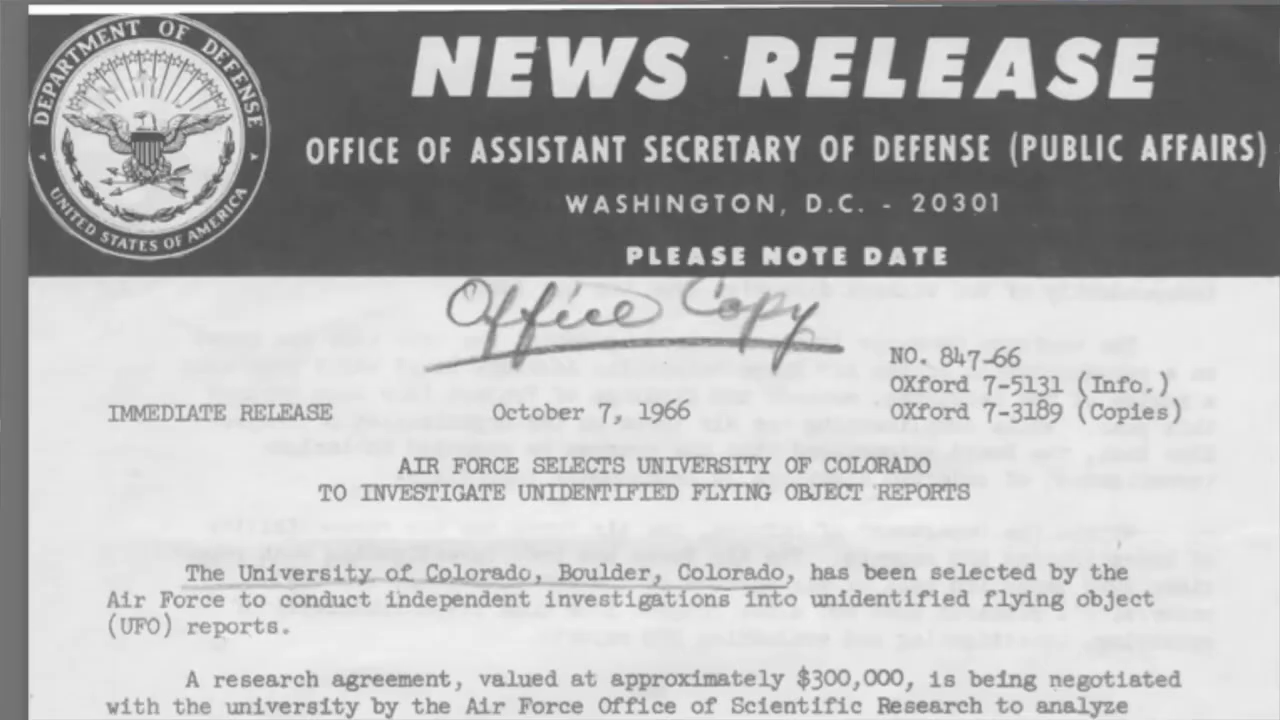 DEPARTMENT OF DEFENSE
UNITED STATES OF AMERICA
NEWS RELEASE
OFFICE OF ASSISTANT SECRETARY OF DEFENSE (PUBLIC AFFAIRS)
WASHINGTON, D.C. - 20301
PLEASE NOTE DATE
Office Copy
NO. 847-66
OXford 7-5131 (Info.)
IMMEDIATE RELEASE October 7, 1966 OXford 7-3189 (Copies)
AIR FORCE SELECTS UNIVERSITY OF COLORADO
TO INVESTIGATE UNIDENTIFIED FLYING OBJECT REPORTS
The University of Colorado, Boulder, Colorado, has been selected by the
Air Force to conduct independent investigations into unidentified flying object
(UFO) reports.
A research agreement, valued at approximately $300,000, is being negotiated
with the university by the Air Force Office of Scientific Research to analyze